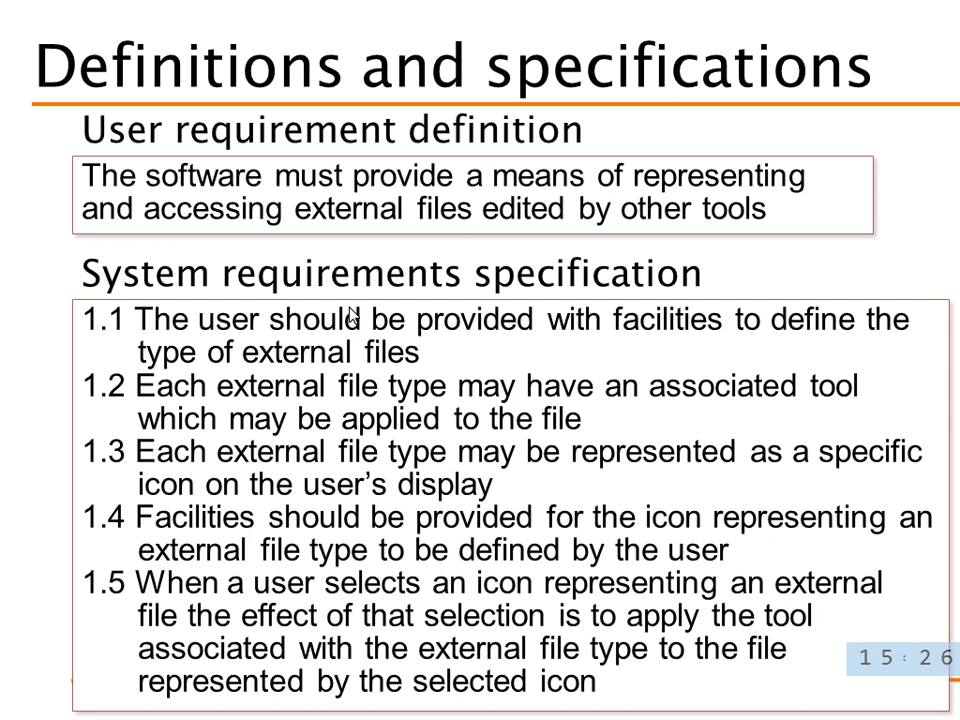 Definitions and specifications
User requirement definition
The software must provide a means of representing
and accessing external files edited by other tools
System requirements specification
1.1 The user should be provided with facilities to define the
type of external files
1.2 Each external file type may have an associated tool
which may be applied to the file
1.3 Each external file type may be represented as a specific
icon on the user’s display
1.4 Facilities should be provided for the icon representing an
external file type to be defined by the user
1.5 When a user selects an icon representing an external
file the effect of that selection is to apply the tool
associated with the external file type to the file
represented by the selected icon
15:26